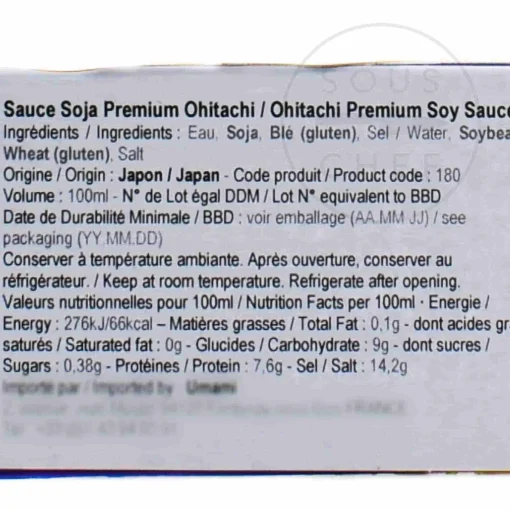 SOUS
CHEF
Sauce Soja Premium Ohitachi / Ohitachi Premium Soy Sauce
Ingrédients / Ingredients : Eau, Soja, Blé (gluten), Sel / Water, Soybea
Wheat (gluten), Salt
Origine / Origin : Japon / Japan - Code produit / Product code : 180
Volume : 100ml - N° de Lot égal DDM / Lot N° equivalent to BBD
Date de Durabilité Minimale / BBD : voir emballage (AA.MM.JJ) / see
packaging (YY.MM.DD)
Conserver à température ambiante. Après ouverture, conserver au
réfrigérateur. / Keep at room temperature. Refrigerate after opening.
Valeurs nutritionnelles pour 100ml / Nutrition Facts per 100ml · Energie /
Energy : 276kJ/66kcal – Matières grasses / Total Fat : 0,1g - dont acides gra
saturés / Saturated fat : 0g - Glucides / Carbohydrate : 9g - dont sucres /
Sugars : 0,38g - Protéines / Protein : 7,6g - Sel / Salt : 14,2g
Importé par / Imported by Umami
FRANCE